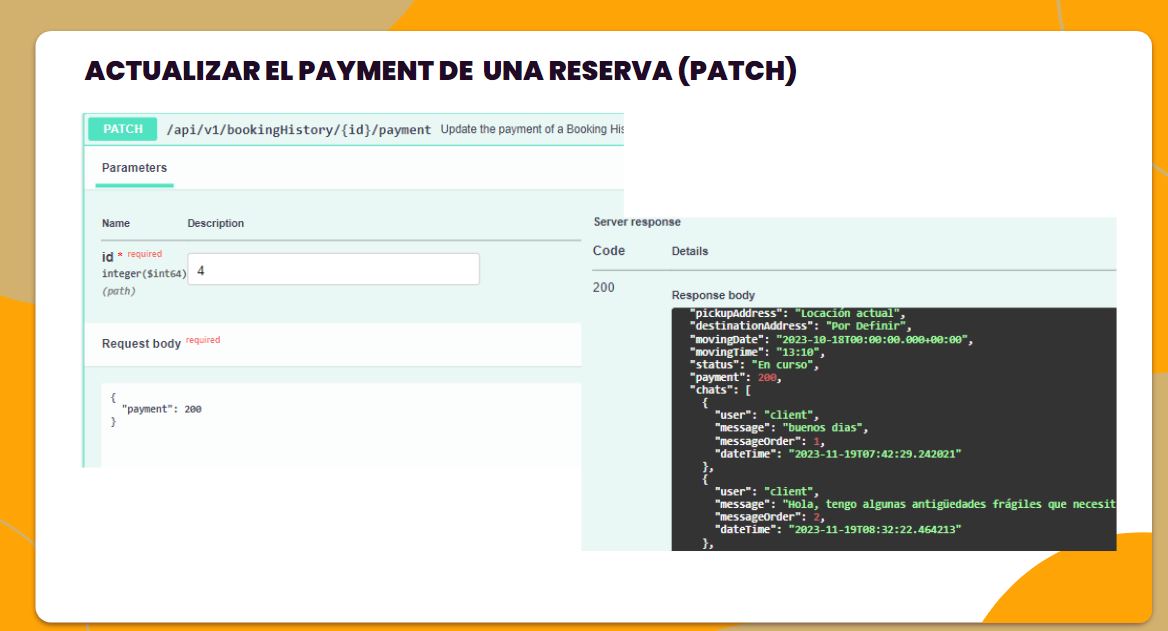 ACTUALIZAR EL PAYMENT DE UNA RESERVA (PATCH)
PATCH /api/v1/bookingHistory/{id}/payment Update the payment of a Booking His
Parameters
Name Description
id * required
integer($int64)
(path)
4
Request body required
{
"payment": 200
}
Server response
Code Details
200
Response body
"pickupAddress": "Locación actual",
"destinationAddress": "Por Definir",
"movingDate": "2023-10-18T00:00:00.000+00:00",
"movingTime": "13:10",
"status": "En curso",
"payment": 200,
"chats": [
{
"user": "client",
"message": "buenos dias",
"messageOrder": 1,
"dateTime": "2023-11-19T07:42:29.242021"
},
{
"user": "client",
"message": "Hola, tengo algunas antigüedades frágiles que necesit
"messageOrder": 2,
"dateTime": "2023-11-19T08:32:22.464213"
},